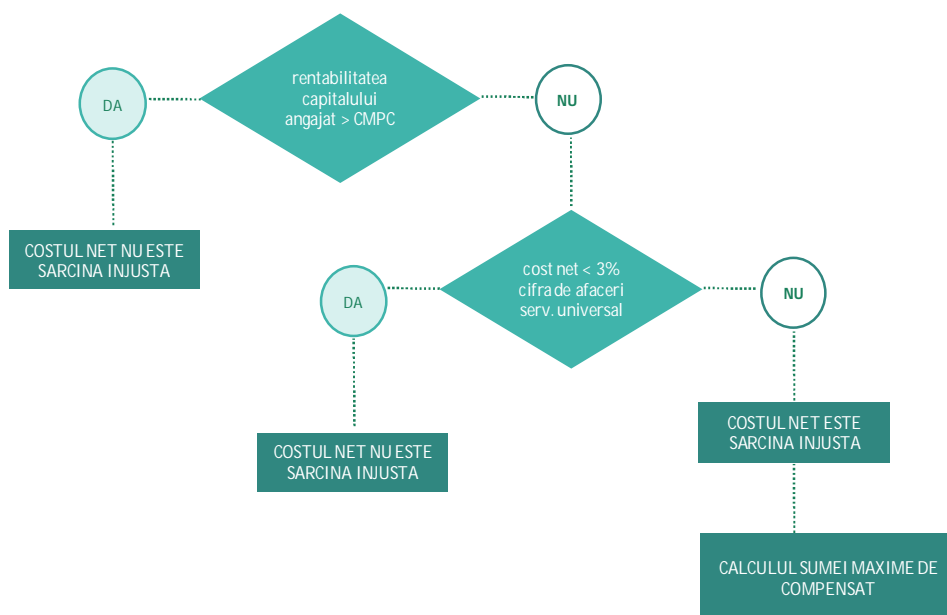 rentabilitatea
capitalului
angajat > CMPC
DA
NU
COSTUL NET NU ESTE
SARCINA INJUSTA
cost net < 3%
cifra de afaceri
serv. universal
DA
NU
COSTUL NET NU ESTE
SARCINA INJUSTA
COSTUL NET ESTE
SARCINA INJUSTA
CALCULUL SUMEI MAXIME DE
COMPENSAT